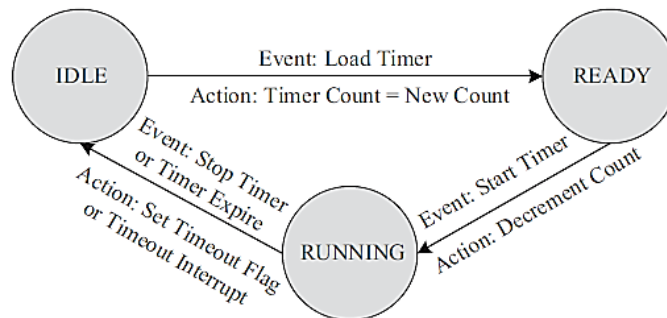 IDLE
Event: Load Timer
Action: Timer Count = New Count
READY
Event: Stop Timer
or Timer Expire
Action: Set Timeout Flag
or Timeout Interrupt
Event: Start Timer
Action: Decrement Count
RUNNING